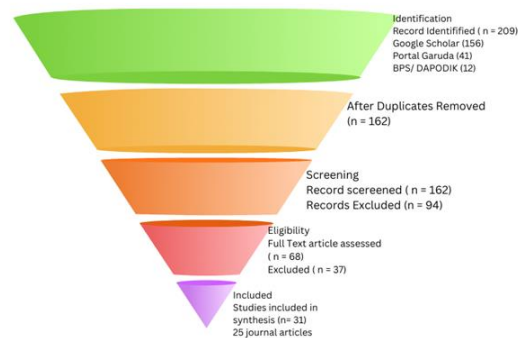 Identification
Record Identifified ( n = 209)
Google Scholar (156)
Portal Garuda (41)
BPS/ DAPODIK (12)
After Duplicates Removed
(n = 162)
Screening
Record scereened ( n = 162)
Records Excluded (n = 94)
Eligibility
Full Text article assessed
( n = 68)
Excluded ( n = 37)
Included
Studies included in
synthesis (n= 31)
25 journal articles